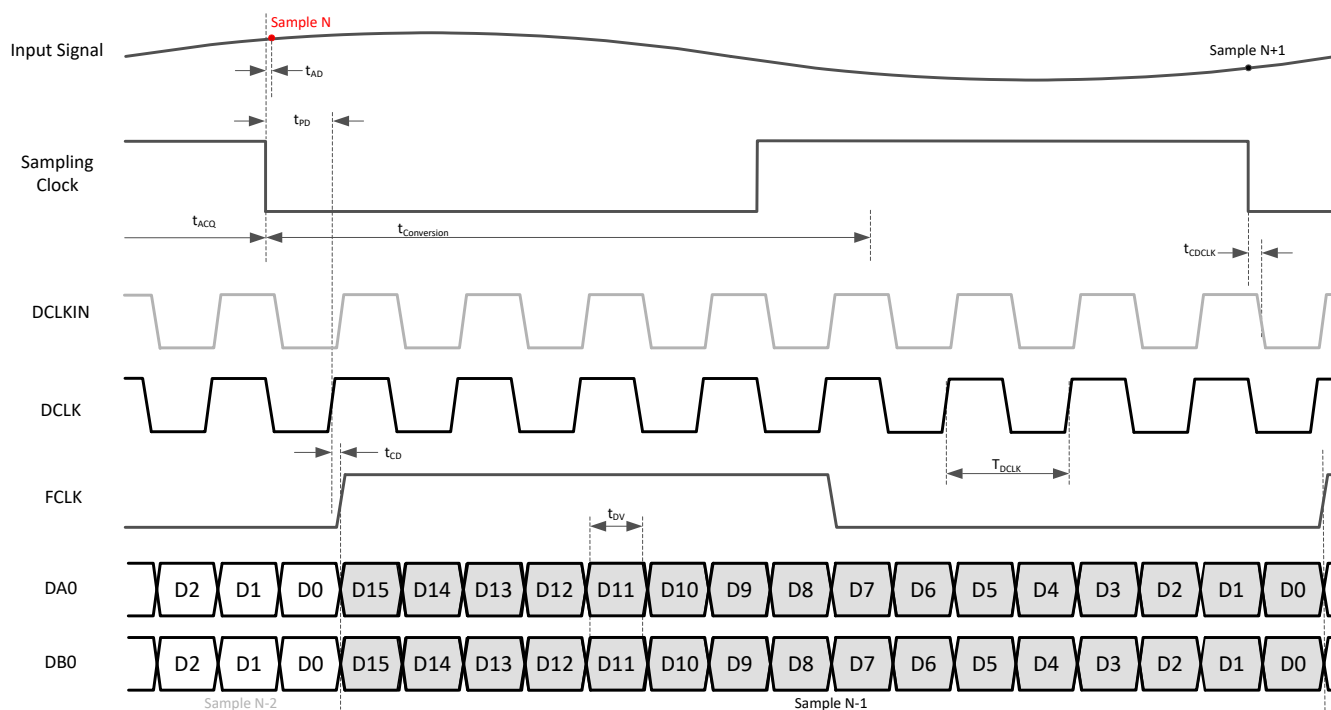 Sample N
Input Signal
Sample N+1
tAD
tPD
Sampling
Clock
tACQ
tConversion
tCDCLK
DCLKIN
DCLK
tCD
TDCLK
FCLK
tDV
DA0
D2 D1 D0 D15 D14 D13 D12 D11 D10 D9 D8 D7 D6 D5 D4 D3 D2 D1 D0
DB0
D2 D1 D0 D15 D14 D13 D12 D11 D10 D9 D8 D7 D6 D5 D4 D3 D2 D1 D0
Sample N-2
Sample N-1